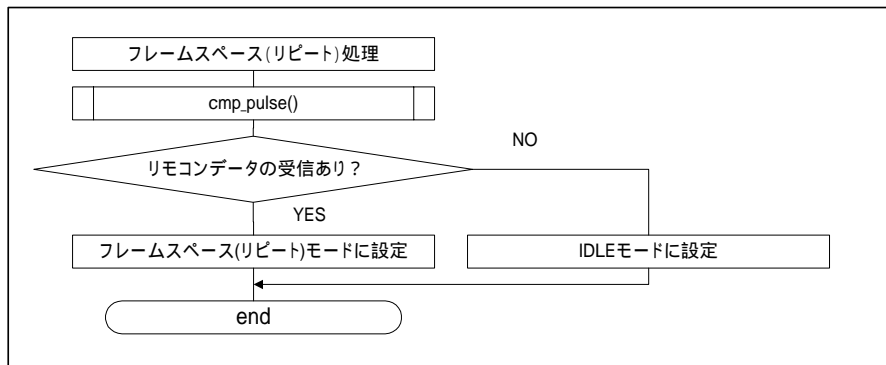 フレームスペース(リピート)処理
cmp_pulse()
リモコンデータの受信あり？
NO
YES
フレームスペース(リピート)モードに設定
IDLEモードに設定
end